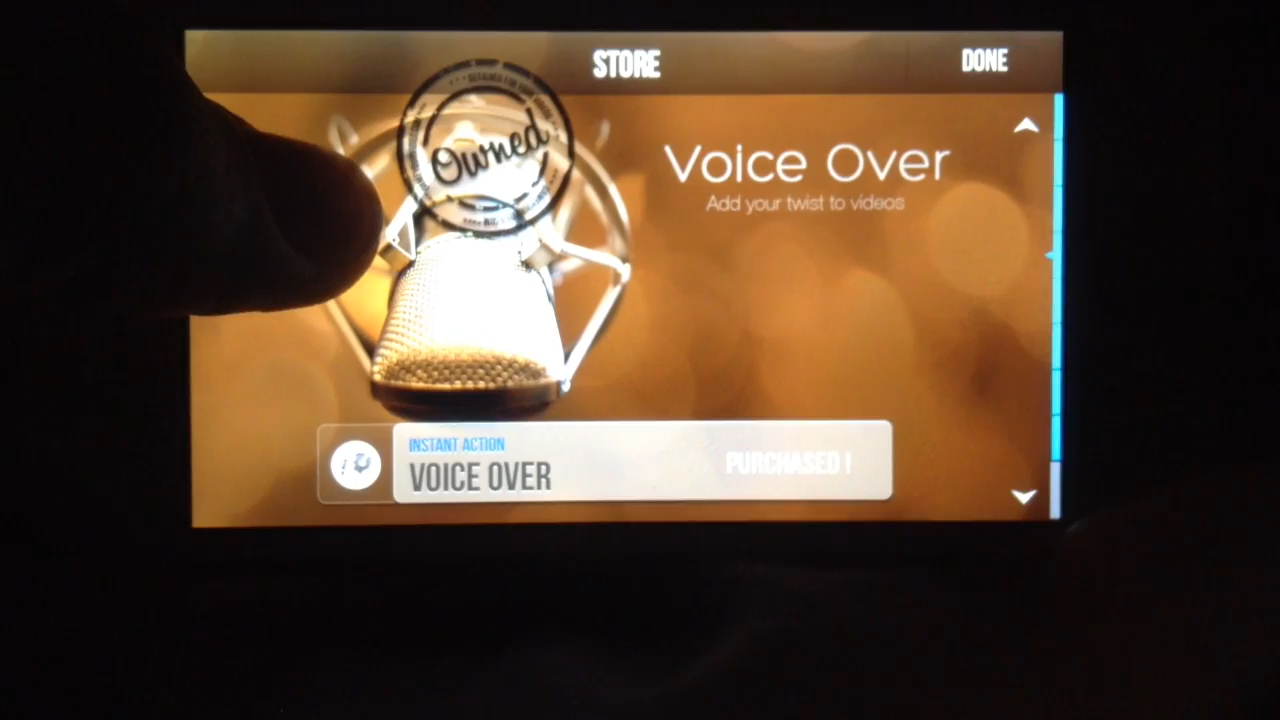 STORE
DONE
Owned
Voice Over
Add your twist to videos
INSTANT ACTION
VOICE OVER
PURCHASED !